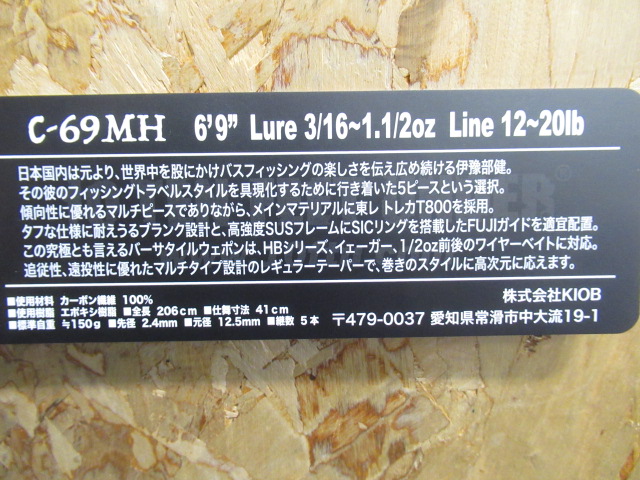 C-69MH 6'9" Lure 3/16~1.1/2oz Line 12~20lb
日本国内は元より、世界中を股にかけバスフィッシングの楽しさを伝え広め続ける伊豫部健。
その彼のフィッシングトラベルスタイルを具現化するために行き着いた5ピースという選択。
傾向性に優れるマルチピースでありながら、メインマテリアルに東レ トレカT800を採用。
タフな仕様に耐えうるブランク設計と、高強度SUSフレームにSICリングを搭載したFUJIガイドを適宜配置。
この究極とも言えるバーサタイルウェポンは、HBシリーズ、イェーガー、1/2oz前後のワイヤーベイトに対応。
追従性、遠投性に優れたマルチタイプ設計のレギュラーテーパーで、巻きのスタイルに高次元に応えます。
■使用材料 カーボン繊維 100%
■使用樹脂 エポキシ樹脂 ■全長 206cm ■仕舞寸法 41cm
■標準自重 ≒150g ■先径 2.4mm ■元径 12.5mm ■継数 5本
株式会社KIOB
〒479-0037 愛知県常滑市中大流19-1